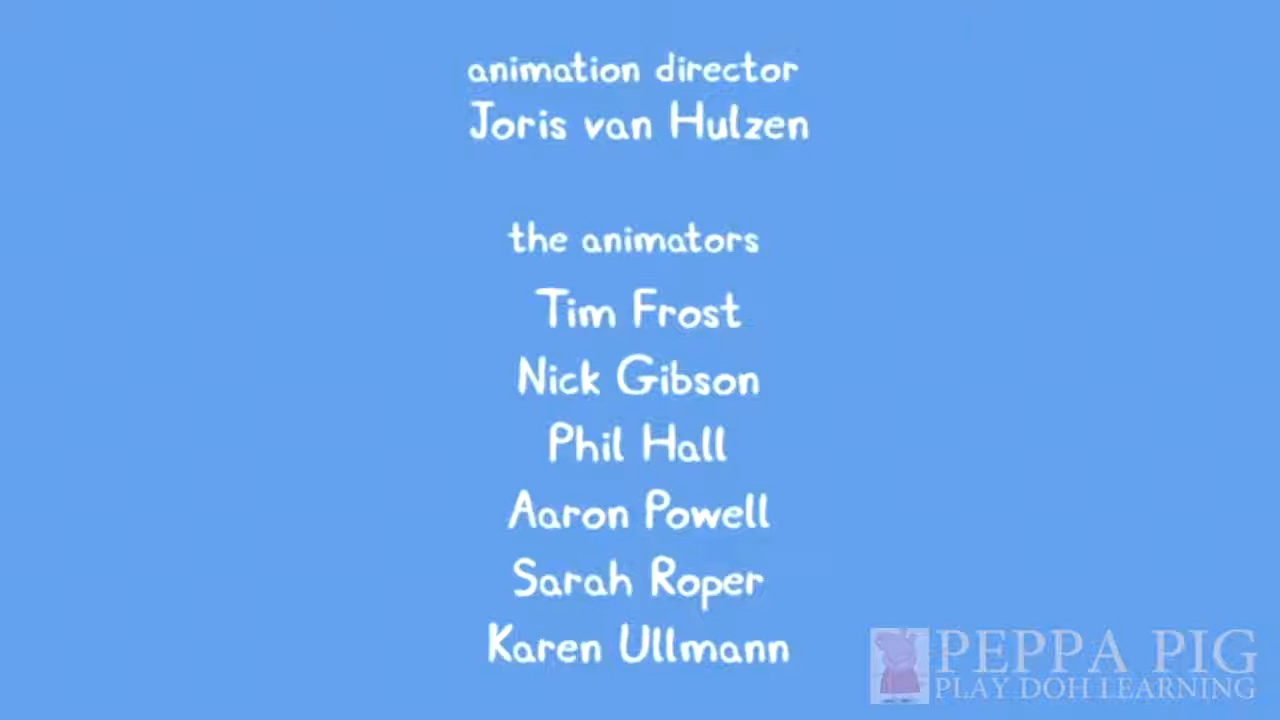 animation director
Joris van Hulzen
the animators
Tim Frost
Nick Gibson
Phil Hall
Aaron Powell
Sarah Roper
Karen Ullmann
PEPPA PIG
PLAY DOH LEARNING